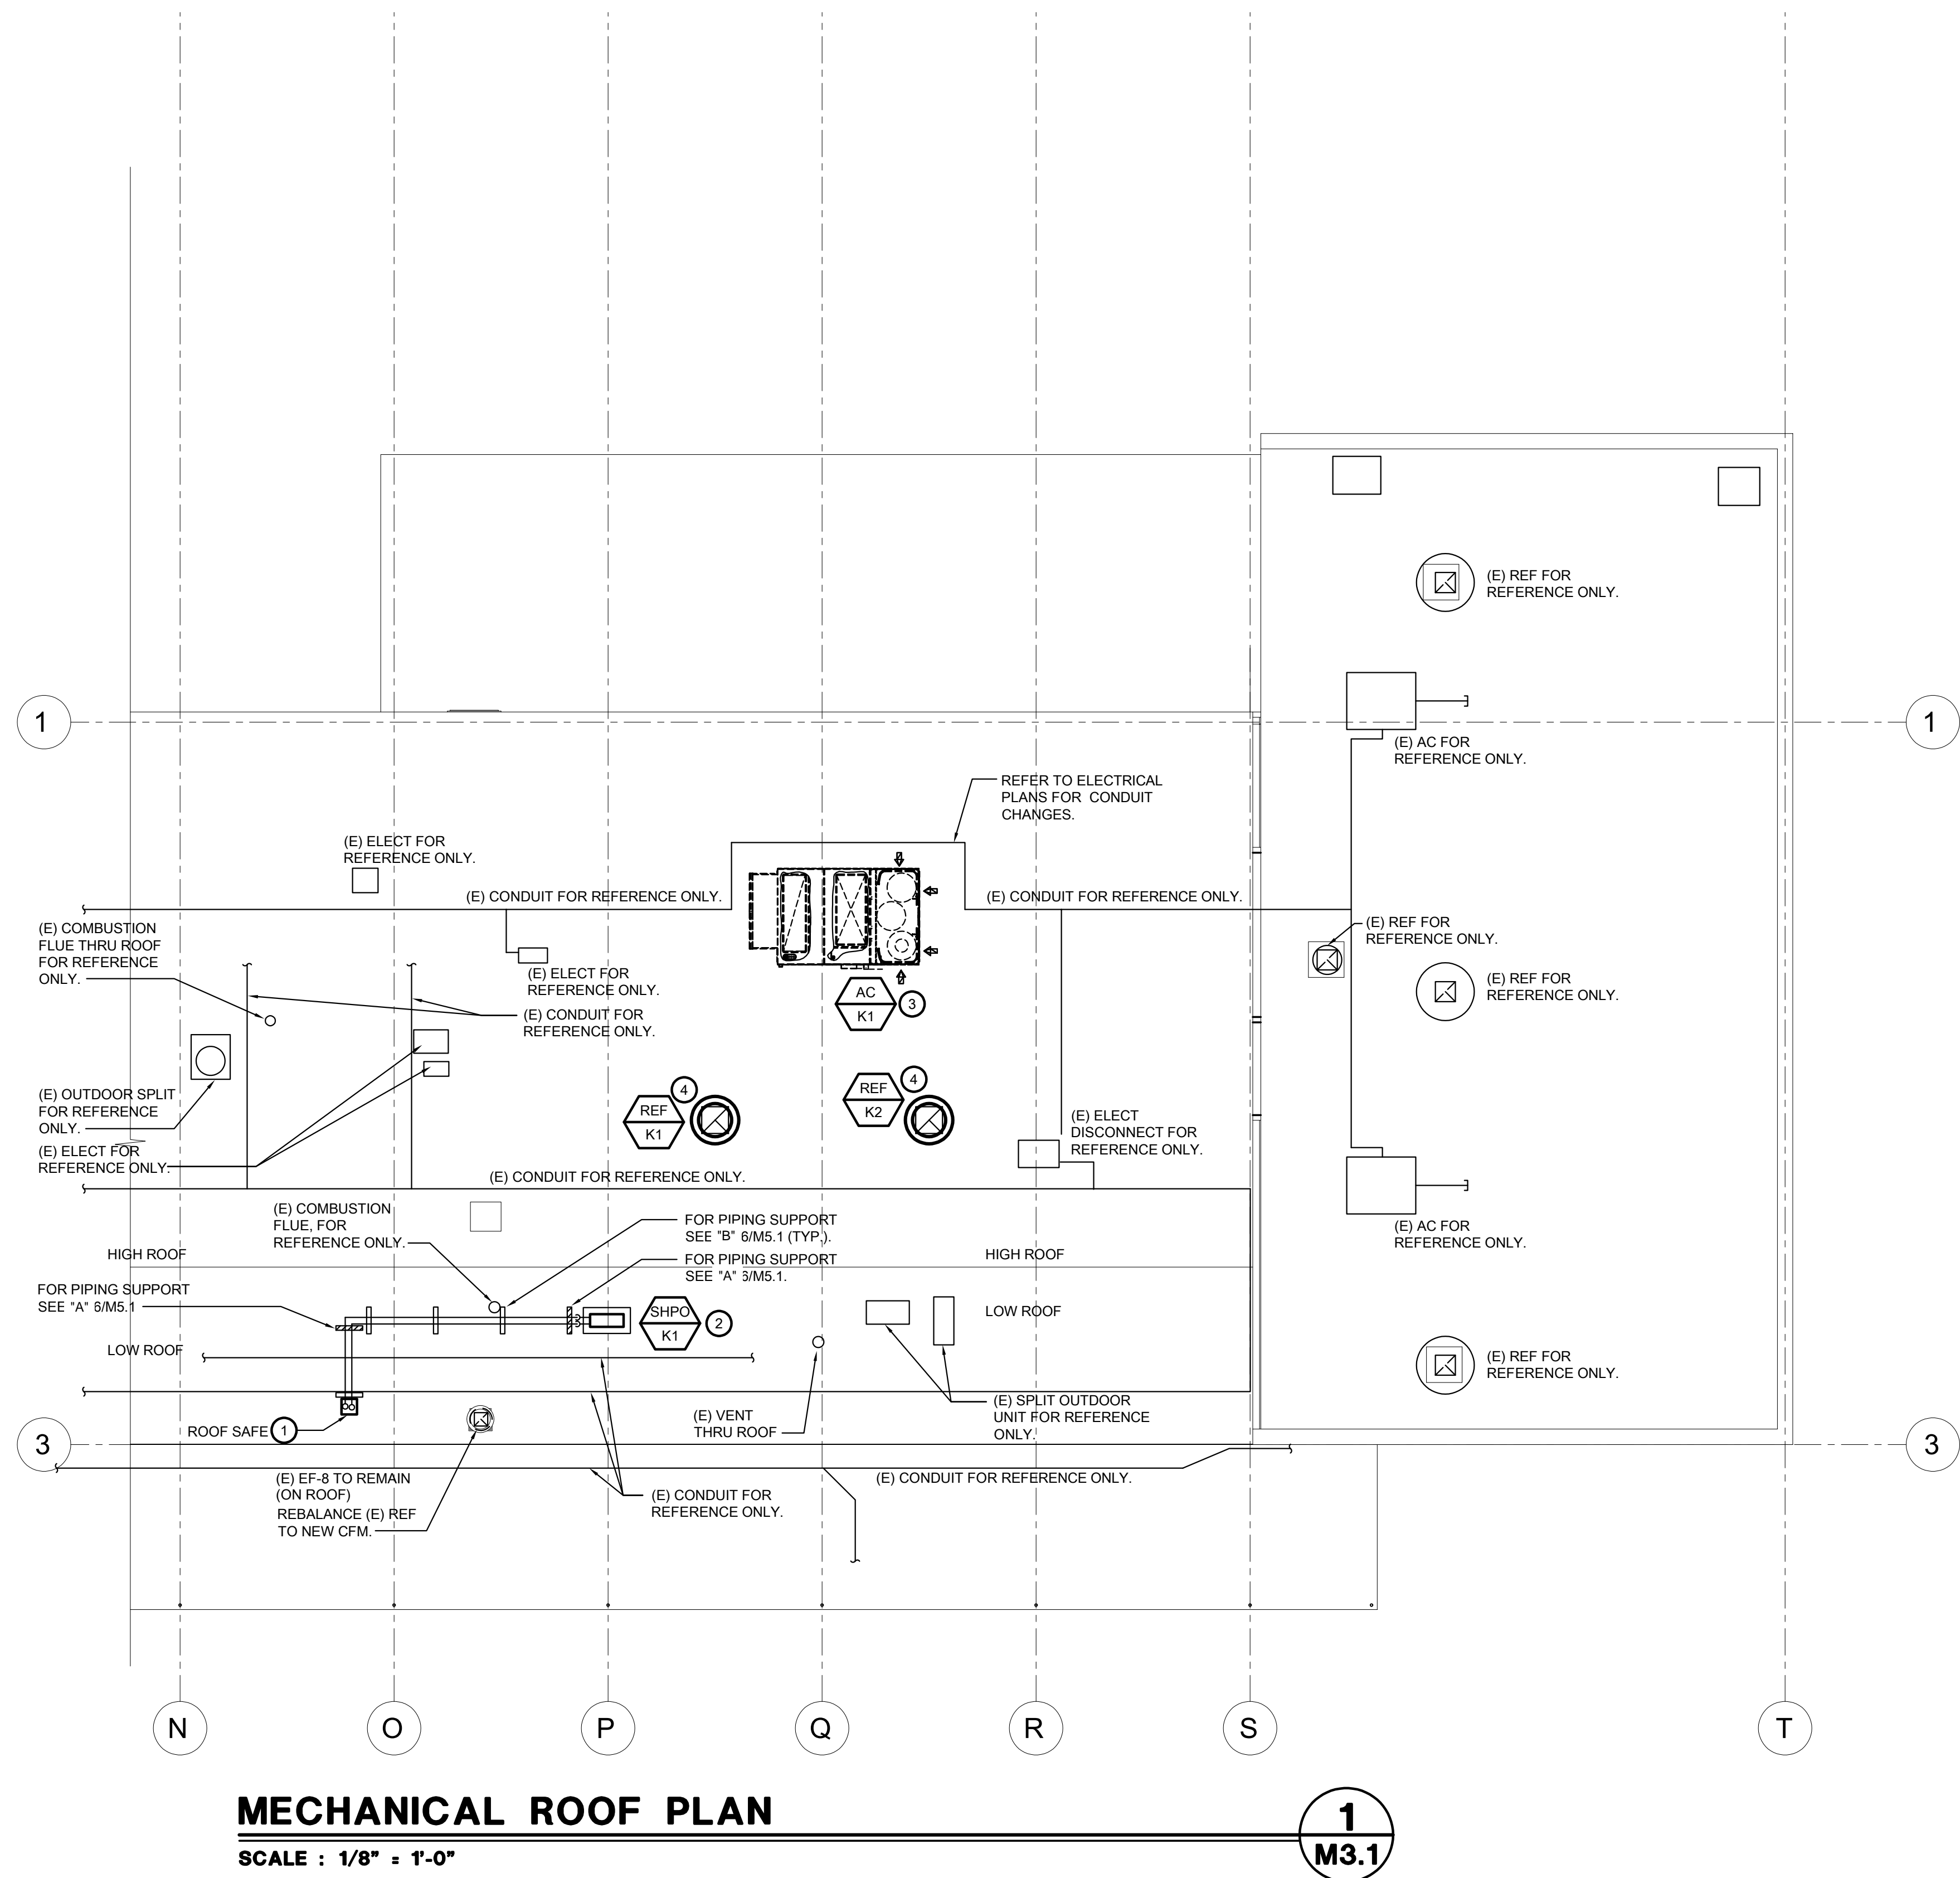 (E) REF FOR
REFERENCE ONLY.
1
1
(E) AC FOR
REFERENCE ONLY.
REFER TO ELECTRICAL
PLANS FOR CONDUIT
CHANGES.
(E) ELECT FOR
REFERENCE ONLY.
(E) CONDUIT FOR REFERENCE ONLY.
(E) CONDUIT FOR REFERENCE ONLY.
(E) COMBUSTION
FLUE THRU ROOF
FOR REFERENCE
ONLY.
(E) REF FOR
REFERENCE ONLY.
(E) ELECT FOR
REFERENCE ONLY.
(E) REF FOR
REFERENCE ONLY.
AC
K1
3
(E) CONDUIT FOR
REFERENCE ONLY.
(E) OUTDOOR SPLIT
FOR REFERENCE
ONLY.
(E) ELECT FOR
REFERENCE ONLY.
4
REF
K1
4
REF
K2
(E) ELECT
DISCONNECT FOR
REFERENCE ONLY.
(E) CONDUIT FOR REFERENCE ONLY.
(E) COMBUSTION
FLUE, FOR
REFERENCE ONLY.
FOR PIPING SUPPORT
SEE "B" 6/M5.1 (TYP.).
(E) AC FOR
REFERENCE ONLY.
HIGH ROOF
FOR PIPING SUPPORT
SEE "A" 6/M5.1.
HIGH ROOF
FOR PIPING SUPPORT
SEE "A" 6/M5.1
SHPO
K1
2
LOW ROOF
LOW ROOF
(E) REF FOR
REFERENCE ONLY.
ROOF SAFE
1
(E) VENT
THRU ROOF
(E) SPLIT OUTDOOR
UNIT FOR REFERENCE
ONLY.
3
3
(E) EF-8 TO REMAIN
(ON ROOF)
REBALANCE (E) REF
TO NEW CFM.
(E) CONDUIT FOR
REFERENCE ONLY.
(E) CONDUIT FOR REFERENCE ONLY.
N
O
P
Q
R
S
T
MECHANICAL ROOF PLAN
SCALE : 1/8" = 1'-0"
1
M3.1